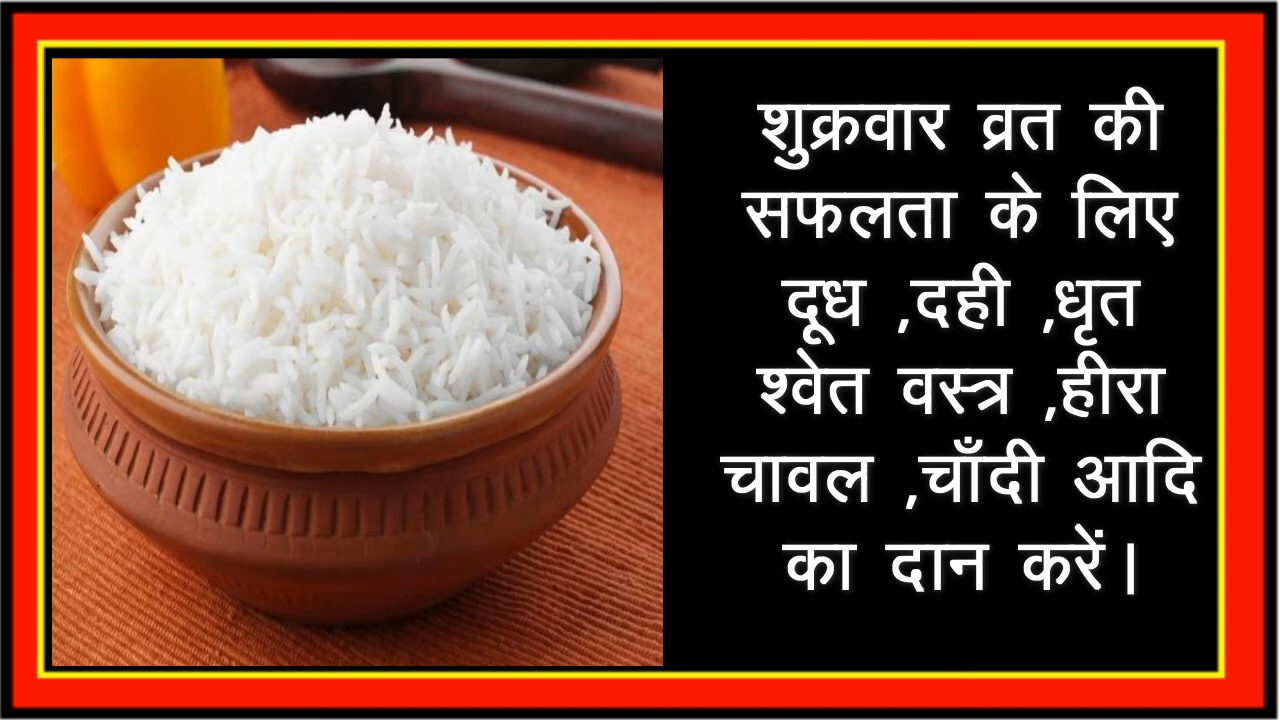 शुक्रवार व्रत की
सफलता के लिए
दूध ,दही ,धृत
श्वेत वस्त्र ,हीरा
चावल ,चाँदी आदि
का दान करें।